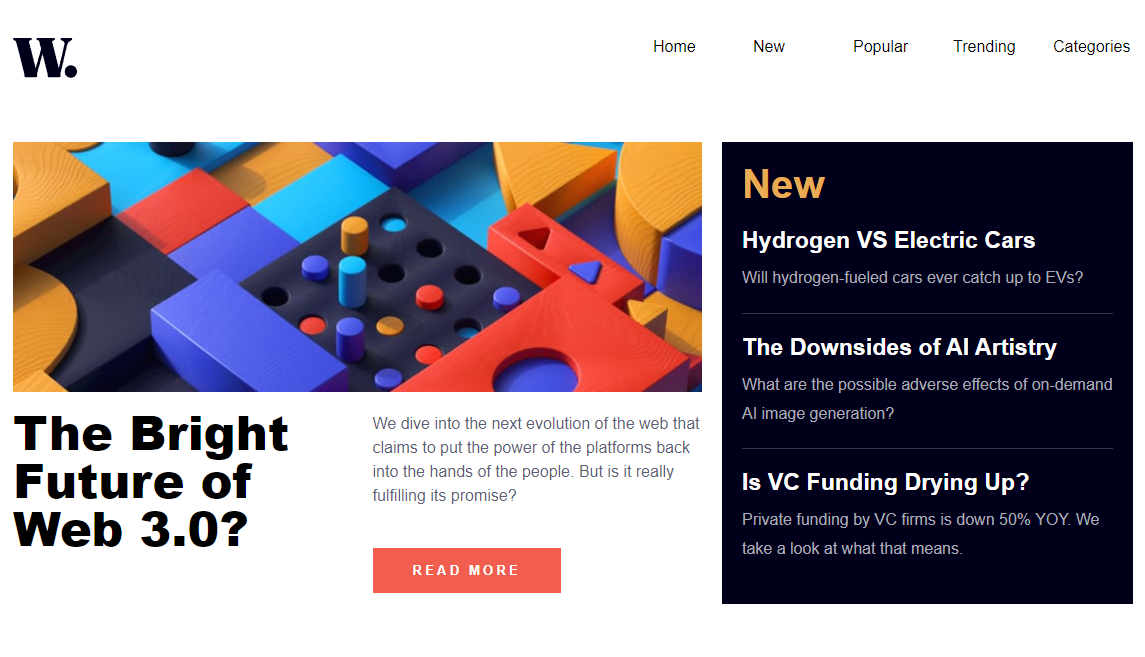 W.
Home New Popular Trending Categories
The Bright
Future of
Web 3.0?
We dive into the next evolution of the web that
claims to put the power of the platforms back
into the hands of the people. But is it really
fulfilling its promise?
READ MORE
New
Hydrogen VS Electric Cars
Will hydrogen-fueled cars ever catch up to EVs?
The Downsides of AI Artistry
What are the possible adverse effects of on-demand
AI image generation?
Is VC Funding Drying Up?
Private funding by VC firms is down 50% YOY. We
take a look at what that means.